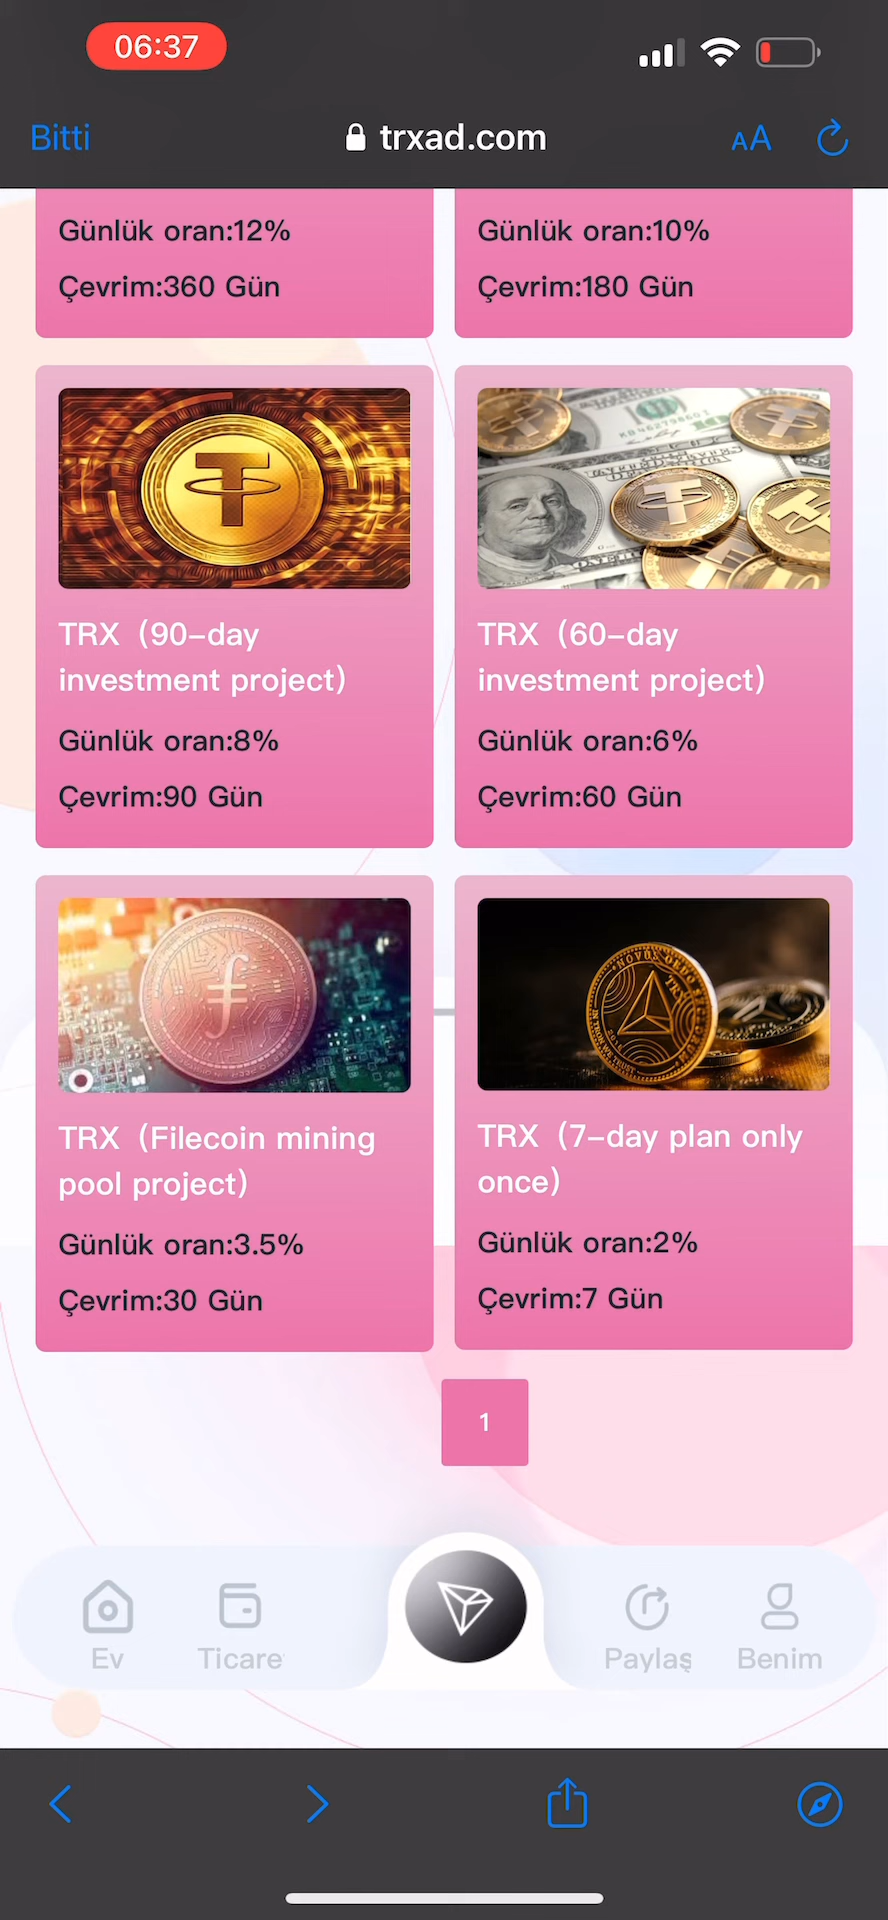 06:37
Bitti
trxad.com
AA
Günlük oran:12%
Çevrim:360 Gün
Günlük oran:10%
Çevrim:180 Gün
TRX（90-day
investment project）
Günlük oran:8%
Çevrim:90 Gün
TRX（60-day
investment project）
Günlük oran:6%
Çevrim:60 Gün
TRX（Filecoin mining
pool project）
Günlük oran:3.5%
Çevrim:30 Gün
TRX（7-day plan only
once）
Günlük oran:2%
Çevrim:7 Gün
1
Ev
Ticare
Paylaş
Benim